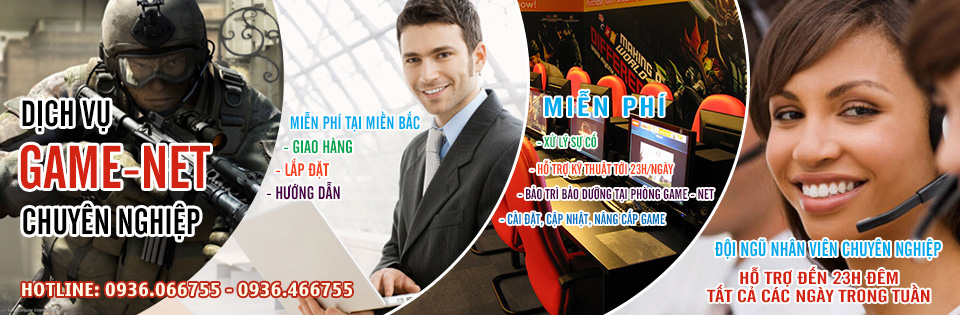 DỊCH VỤ
GAME-NET
CHUYÊN NGHIỆP
HOTLINE: 0936.066755 - 0936.466755
MIỄN PHÍ TẠI MIỀN BẮC
- GIAO HÀNG
- LẮP ĐẶT
- HƯỚNG DẪN
MAKING A
WORLD
DIFFERE
MIỄN PHÍ
- XỬ LÝ SỰ CỐ
- HỖ TRỢ KỸ THUẬT TỚI 23H/NGÀY
- BẢO TRÌ BẢO DƯỠNG TẠI PHÒNG GAME - NET
- CÀI ĐẶT, CẬP NHẬT, NÂNG CẤP GAME
ĐỘI NGŨ NHÂN VIÊN CHUYÊN NGHIỆP
HỖ TRỢ ĐẾN 23H ĐÊM
TẤT CẢ CÁC NGÀY TRONG TUẦN